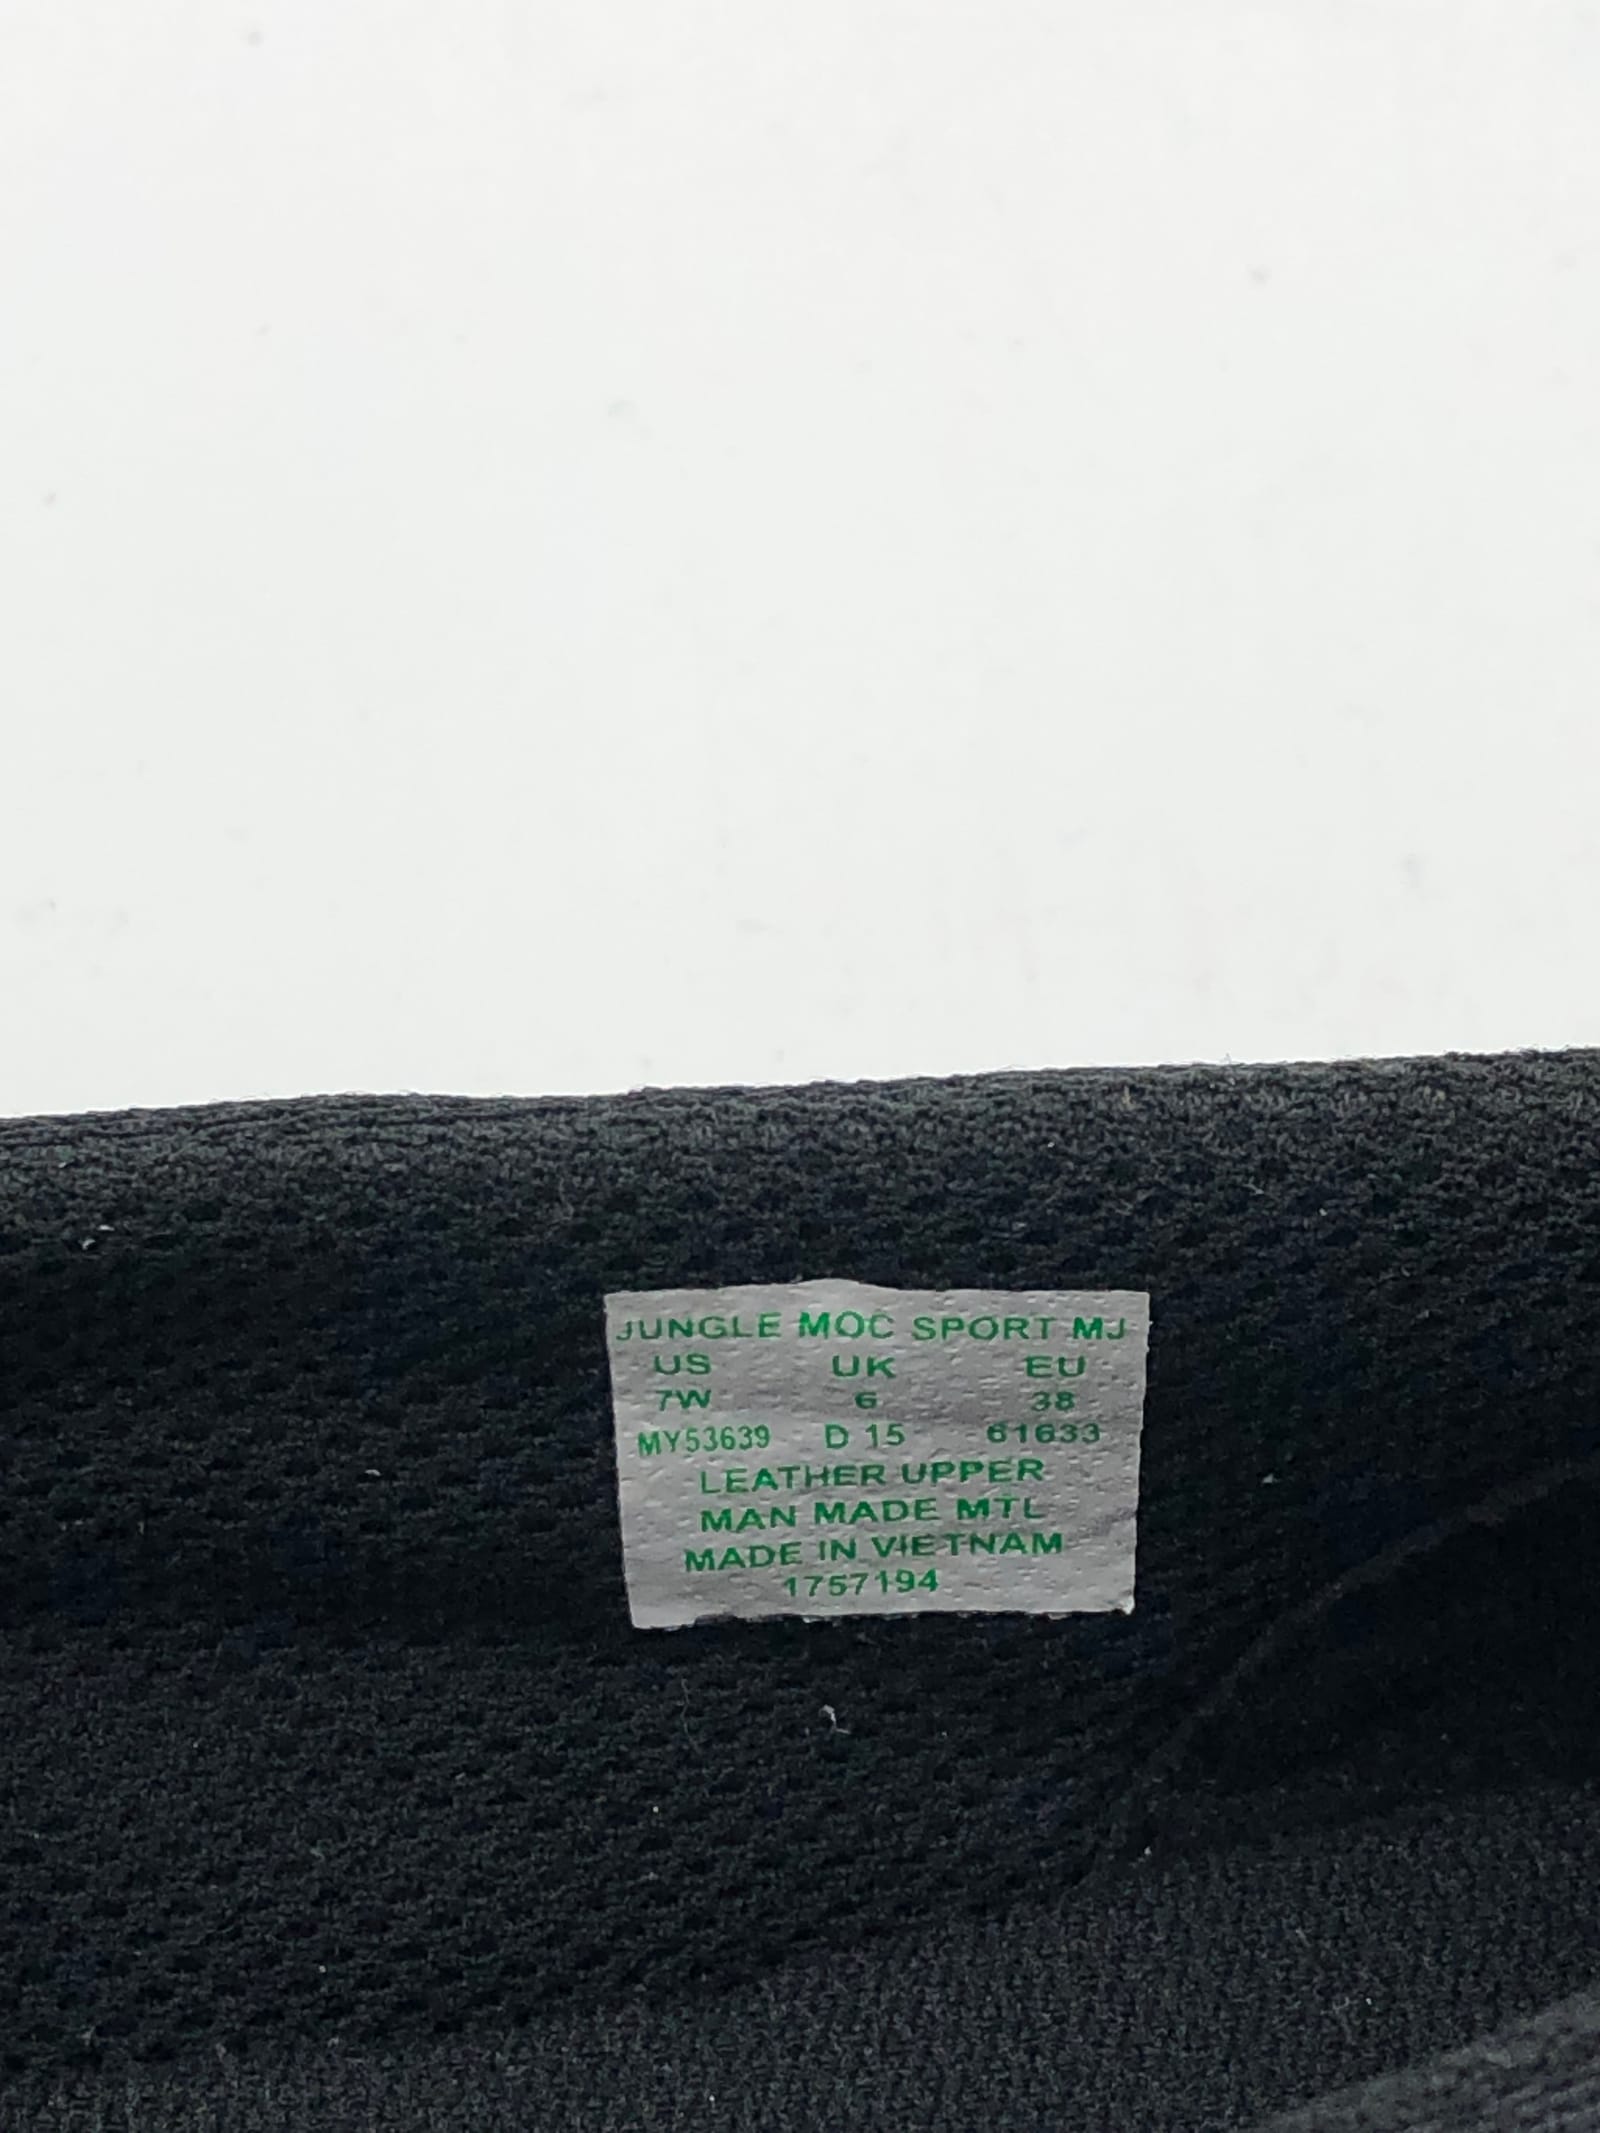 JUNGLE MOC SPORT MJ
US UK EU
7W 6 38
MY53639 D 15 61633
LEATHER UPPER
MAN MADE MTL
MADE IN VIETNAM
1757194